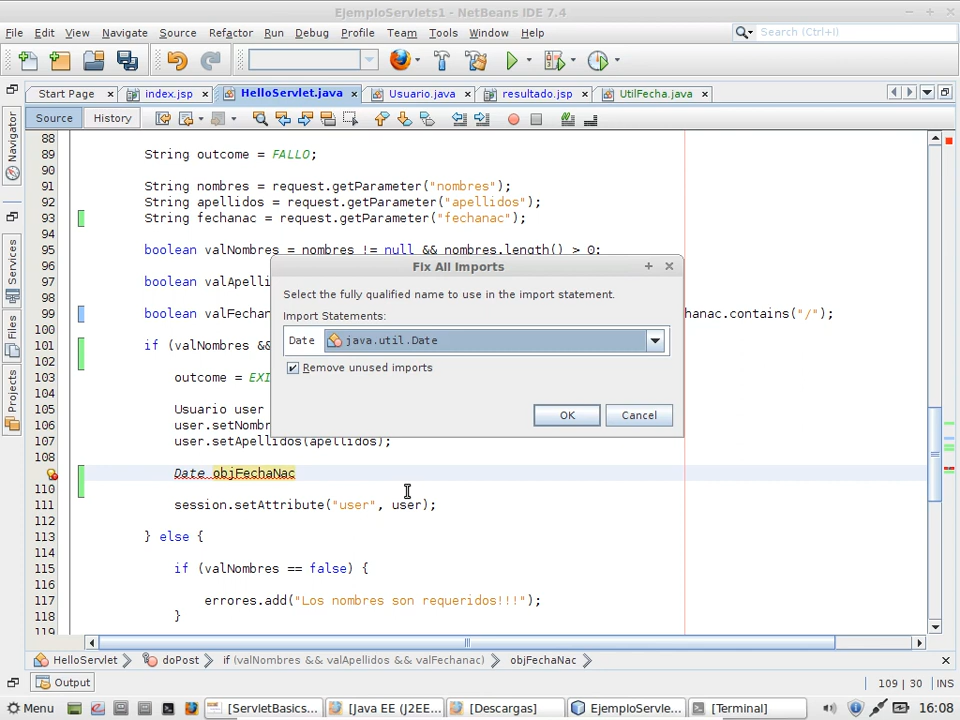 EjemploServlets1 - NetBeans IDE 7.4
File Edit View Navigate Source Refactor Run Debug Profile Team Tools Window Help
Search (Ctrl+I)
Start Page index.jsp HelloServlet.java Usuario.java resultado.jsp UtilFecha.java
Source History
Navigator
Services
Files
Projects
88
89 String outcome = FALLO;
90
91 String nombres = request.getParameter("nombres");
92 String apellidos = request.getParameter("apellidos");
93 String fechanac = request.getParameter("fechanac");
94
95 boolean valNombres = nombres != null && nombres.length() > 0;
96
97 boolean valApelli
98
99 boolean valFechan hanac.contains("/");
100
101 if (valNombres &&
102
103 outcome = EXI
104
105 Usuario user
106 user.setNomb
107 user.setApellidos(apellidos);
108
Date objFechaNac
110
111 session.setAttribute("user", user);
112
113 } else {
114
115 if (valNombres == false) {
116
117 errores.add("Los nombres son requeridos!!!");
118 }
119
Fix All Imports
Select the fully qualified name to use in the import statement.
Import Statements:
Date java.util.Date
Remove unused imports
OK Cancel
HelloServlet doPost if (valNombres && valApellidos && valFechanac) objFechaNac
Output
109 | 30 INS
Menu [ServletBasics... [Java EE (J2EE... [Descargas] EjemploServle... [Terminal] 16:08